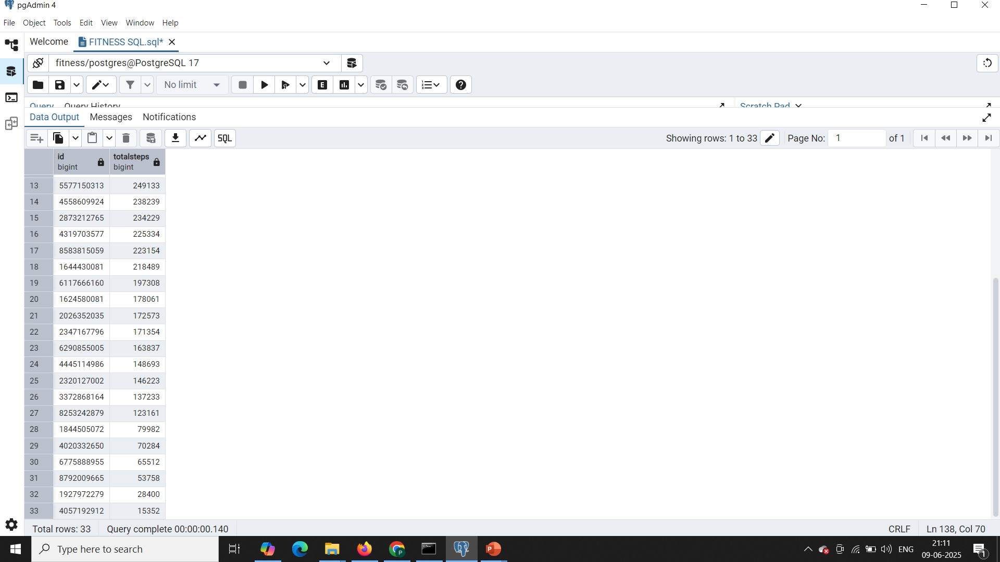 pgAdmin 4
File Object Tools Edit View Window Help
Welcome FITNESS SQL.sql*
fitness/postgres@PostgreSQL 17
No limit
E
Query Query History Scratch Pad
Data Output Messages Notifications
SQL Showing rows: 1 to 33 Page No: 1 of 1
id totalsteps
bigint bigint
13 5577150313 249133
14 4558609924 238239
15 2873212765 234229
16 4319703577 225334
17 8583815059 223154
18 1644430081 218489
19 6117666160 197308
20 1624580081 178061
21 2026352035 172573
22 2347167796 171354
23 6290855005 163837
24 4445114986 148693
25 2320127002 146223
26 3372868164 137233
27 8253242879 123161
28 1844505072 79982
29 4020332650 70284
30 6775888955 65512
31 8792009665 53758
32 1927972279 28400
33 4057192912 15352
Total rows: 33 Query complete 00:00:00.140 CRLF Ln 138, Col 70
Type here to search ENG
21:11
09-06-2025
1